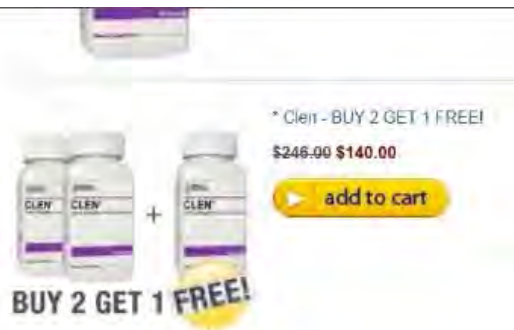 * Clen - BUY 2 GET 1 FREE!
$246.00 $140.00
add to cart
CLEN CLEN + CLEN
BUY 2 GET 1 FREE!